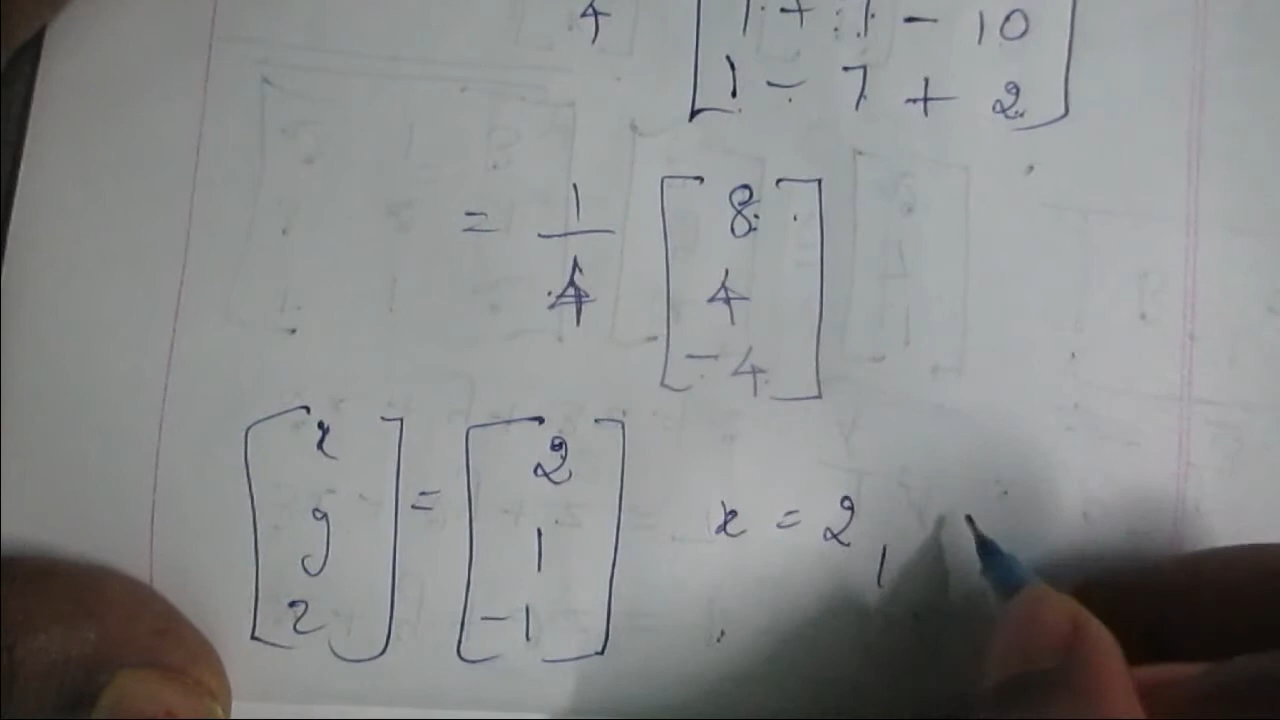 4 [ 1 + 1 - 10
1 - 7 + 2 ]
= 1/4 [ 8
4
-4 ]
[ x
y
z ] = [ 2
1
-1 ] x = 2,